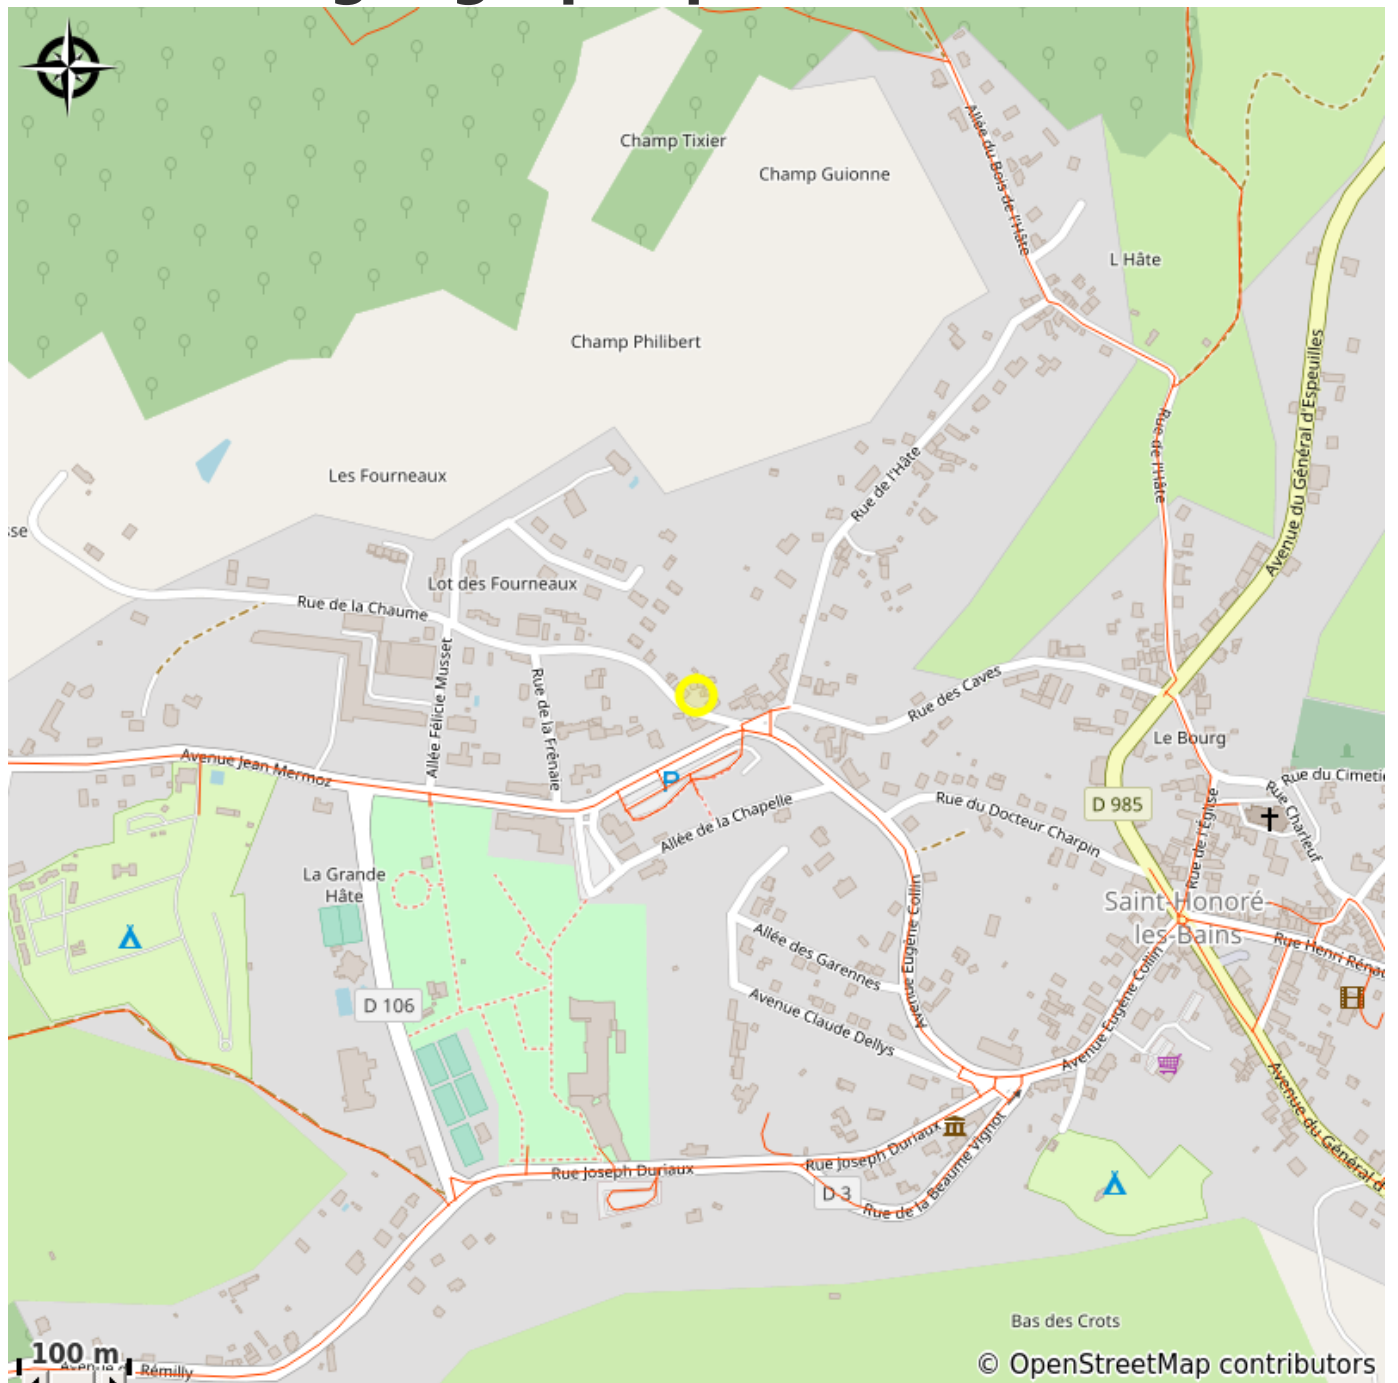 Champ Tixier
Champ Guionne
Allée du Bois de l'Hâte
L Hâte
Champ Philibert
Avenue du Général d'Espeuilles
Rue de l'Hâte
Rue de l'Hâte
Les Fourneaux
sse
Lot des Fourneaux
Rue de la Chaume
Allée Félicie Musset
Rue de la Frênaie
Rue des Caves
Le Bourg
Avenue Jean Mermoz
P
Rue du Cimetie
Rue Charleuf
D 985
Rue du Docteur Charpin
Rue de l'Église
Allée de la Chapelle
La Grande
Hâte
Saint-Honoré
les-Bains
Avenue Eugène Collin
Allée des Garennes
Rue Henri Réna
D 106
Avenue Claude Dellys
Avenue Eugène Collin
Avenue du Général d
Rue Joseph Duriaux
Rue Joseph Duriaux
D 3
Rue de la Beaume Vignot
Bas des Crots
100 m
Rémilly
© OpenStreetMap contributors